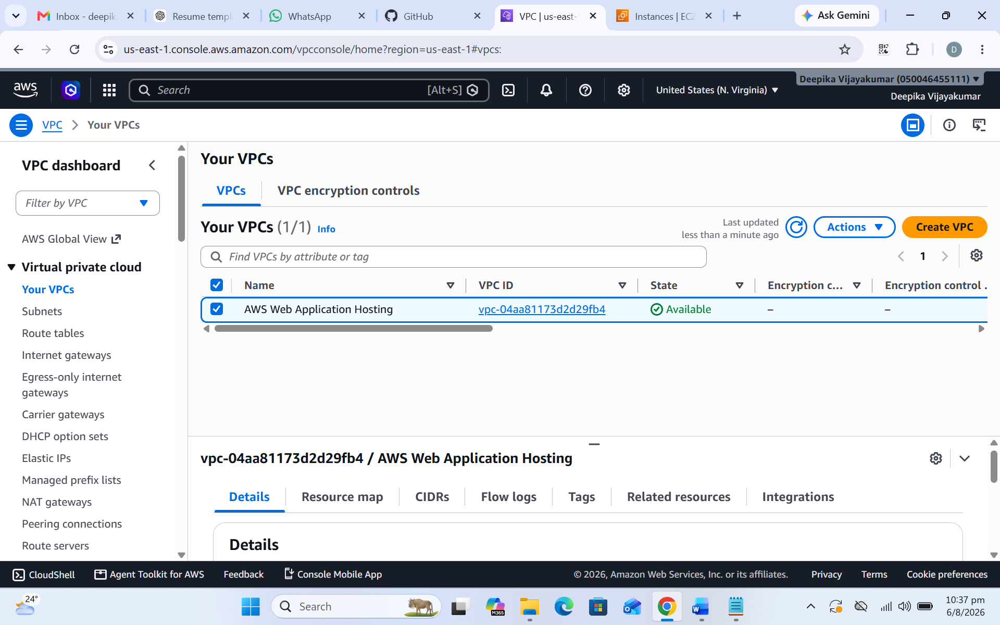 Inbox - deepika
Resume templ
WhatsApp
GitHub
VPC | us-east-1
Instances | EC2
Ask Gemini
us-east-1.console.aws.amazon.com/vpcconsole/home?region=us-east-1#vpcs:
D
aws
Search
[Alt+S]
United States (N. Virginia)
Deepika Vijayakumar (050046455111)
Deepika Vijayakumar
VPC
Your VPCs
VPC dashboard
Filter by VPC
AWS Global View
Virtual private cloud
Your VPCs
Subnets
Route tables
Internet gateways
Egress-only internet
gateways
Carrier gateways
DHCP option sets
Elastic IPs
Managed prefix lists
NAT gateways
Peering connections
Route servers
Your VPCs
VPCs
VPC encryption controls
Your VPCs (1/1) Info
Last updated
less than a minute ago
Actions
Create VPC
Find VPCs by attribute or tag
1
Name
VPC ID
State
Encryption c...
Encryption control .
AWS Web Application Hosting
vpc-04aa81173d2d29fb4
Available
–
–
vpc-04aa81173d2d29fb4 / AWS Web Application Hosting
Details
Resource map
CIDRs
Flow logs
Tags
Related resources
Integrations
Details
CloudShell
Agent Toolkit for AWS
Feedback
Console Mobile App
© 2026, Amazon Web Services, Inc. or its affiliates.
Privacy
Terms
Cookie preferences
24°
Search
M365
10:37 pm
6/8/2026